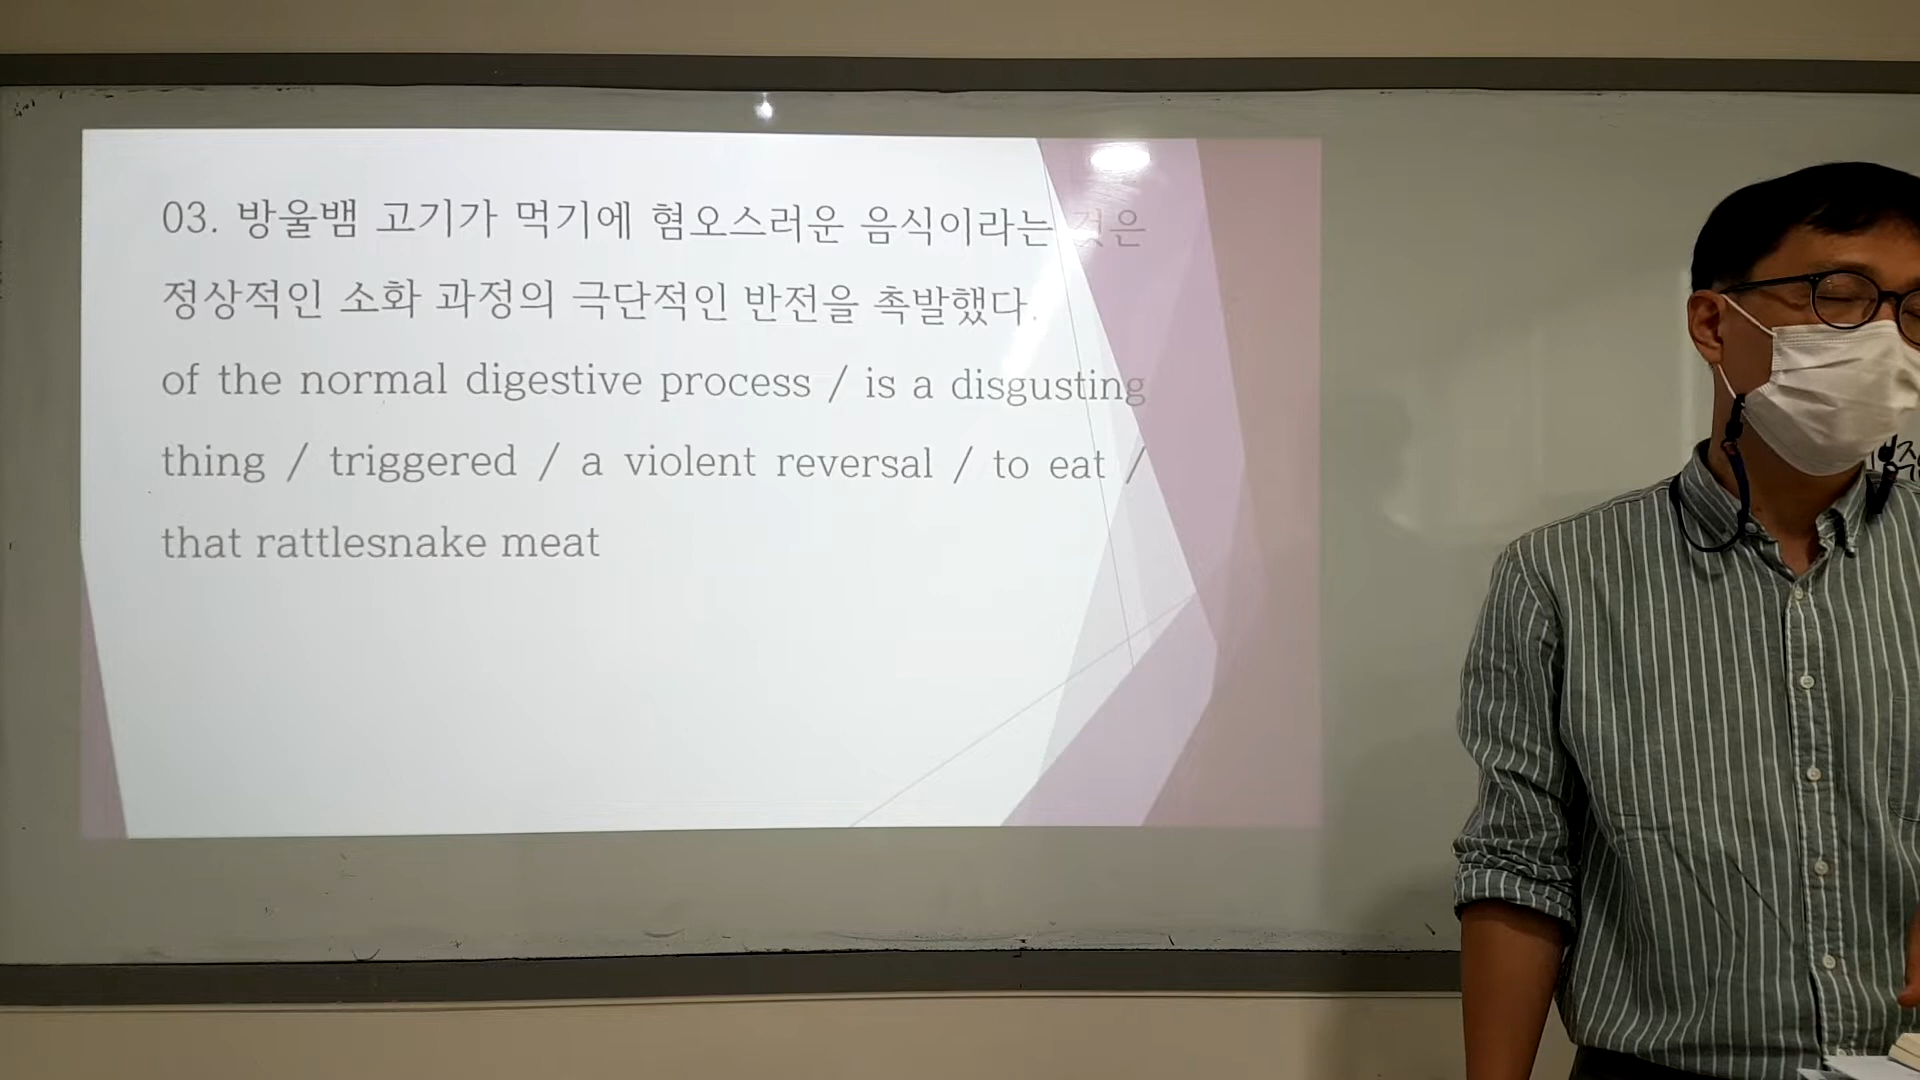 03. 방울뱀 고기가 먹기에 혐오스러운 음식이라는 것은
정상적인 소화 과정의 극단적인 반전을 촉발했다.
of the normal digestive process / is a disgusting
thing / triggered / a violent reversal / to eat /
that rattlesnake meat